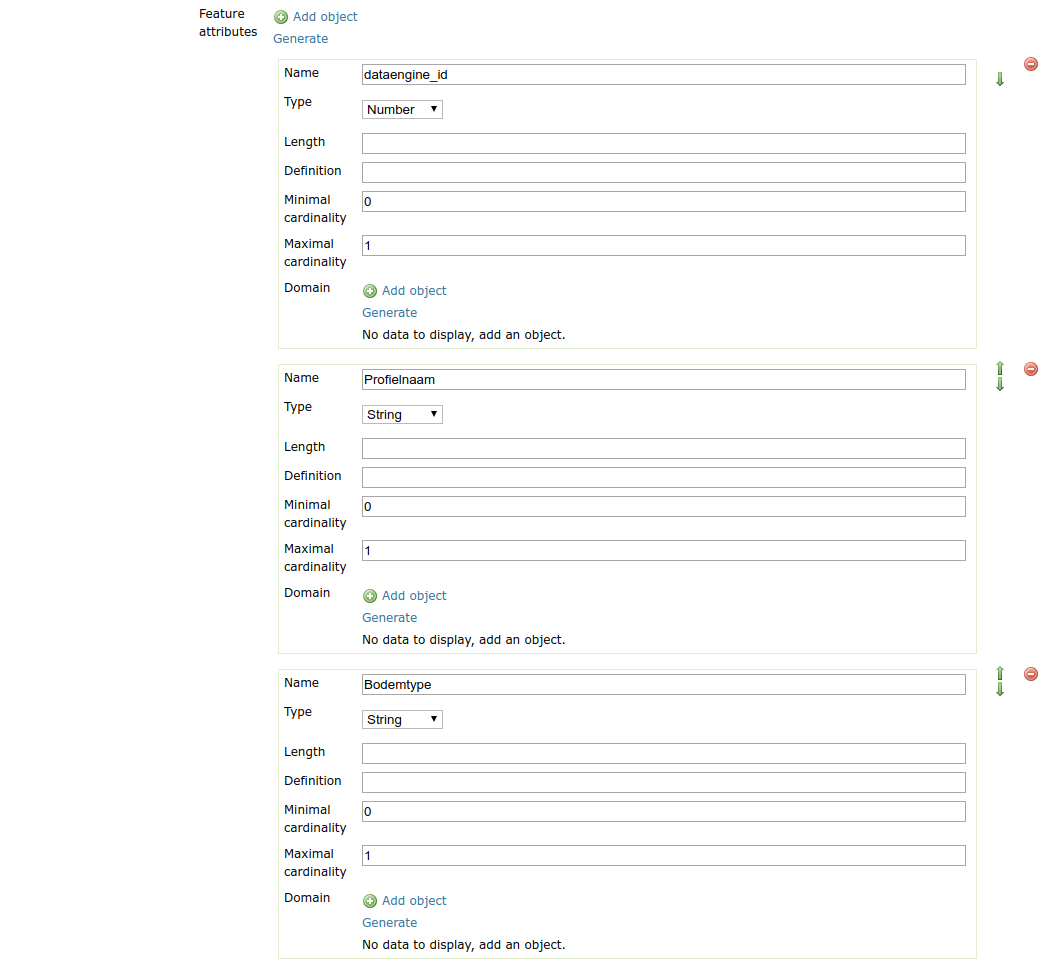 Feature attributes
Add object
Generate
Name dataengine_id
Type Number
Length
Definition
Minimal cardinality 0
Maximal cardinality 1
Domain Add object
Generate
No data to display, add an object.
Name Profielnaam
Type String
Length
Definition
Minimal cardinality 0
Maximal cardinality 1
Domain Add object
Generate
No data to display, add an object.
Name Bodemtype
Type String
Length
Definition
Minimal cardinality 0
Maximal cardinality 1
Domain Add object
Generate
No data to display, add an object.